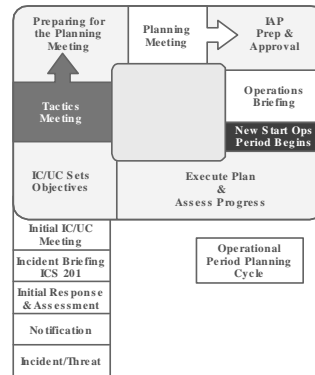 Preparing for
the Planning
Meeting
Planning
Meeting
IAP
Prep &
Approval
Tactics
Meeting
Operations
Briefing
New Start Ops
Period Begins
IC/UC Sets
Objectives
Execute Plan
&
Assess Progress
Initial IC/UC
Meeting
Incident Briefing
ICS 201
Initial Response
& Assessment
Notification
Incident/Threat
Operational
Period Planning
Cycle